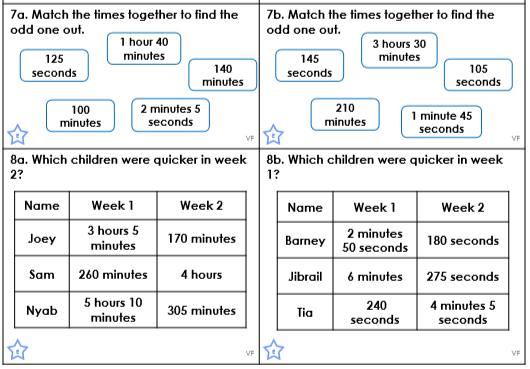 7a. Match the times together to find the
odd one out.
125
seconds
1 hour 40
minutes
140
minutes
100
minutes
2 minutes 5
seconds
VF
7b. Match the times together to find the
odd one out.
145
seconds
3 hours 30
minutes
105
seconds
210
minutes
1 minute 45
seconds
VF
8a. Which children were quicker in week
2?
Name Week 1 Week 2
Joey 3 hours 5
minutes 170 minutes
Sam 260 minutes 4 hours
Nyab 5 hours 10
minutes 305 minutes
VF
8b. Which children were quicker in week
1?
Name Week 1 Week 2
Barney 2 minutes
50 seconds 180 seconds
Jibrail 6 minutes 275 seconds
Tia 240
seconds 4 minutes 5
seconds
VF